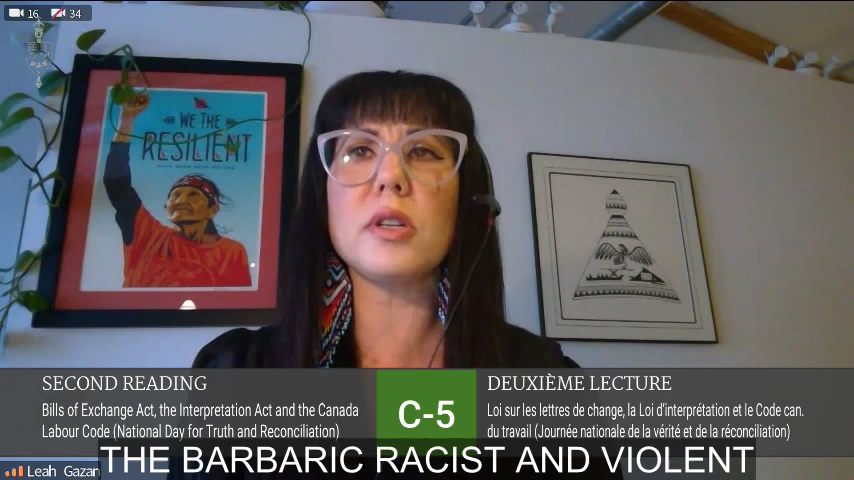 16 34
WE THE
RESILIENT
SECOND READING
Bills of Exchange Act, the Interpretation Act and the Canada
Labour Code (National Day for Truth and Reconciliation)
C-5
DEUXIÈME LECTURE
Loi sur les lettres de change, la Loi d'interprétation et le Code can.
du travail (Journée nationale de la vérité et de la réconciliation)
Leah Gazan
THE BARBARIC RACIST AND VIOLENT